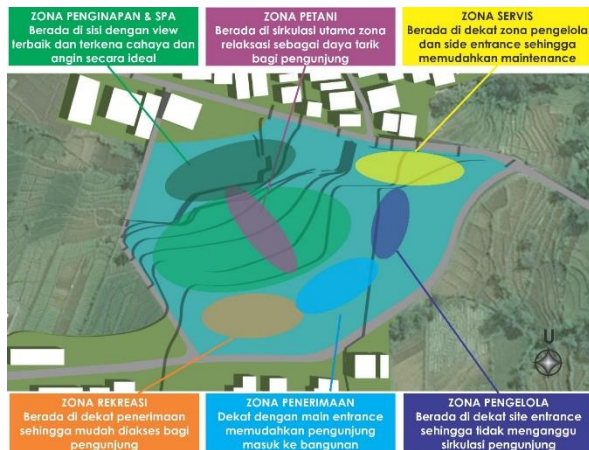 ZONA PENGINAPAN & SPA
Berada di sisi dengan view
terbaik dan terkena cahaya dan
angin secara ideal
ZONA PETANI
Berada di sirkulasi utama zona
relaksasi sebagai daya tarik
bagi pengunjung
ZONA SERVIS
Berada di dekat zona pengelola
dan side entrance sehingga
memudahkan maintenance
U
ZONA REKREASI
Berada di dekat penerimaan
sehingga mudah diakses bagi
pengunjung
ZONA PENERIMAAN
Dekat dengan main entrance
memudahkan pengunjung
masuk ke bangunan
ZONA PENGELOLA
Berada di dekat site entrance
sehingga tidak menganggu
sirkulasi pengunjung